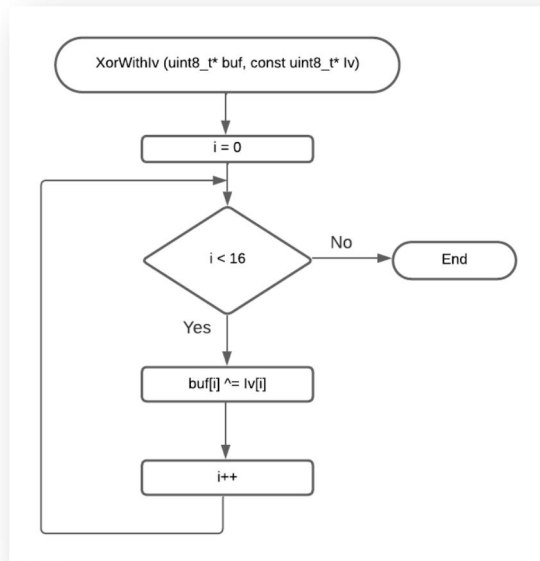 XorWithIv (uint8_t* buf, const uint8_t* Iv)
i = 0
i < 16
No
End
Yes
buf[i] ^= Iv[i]
i++